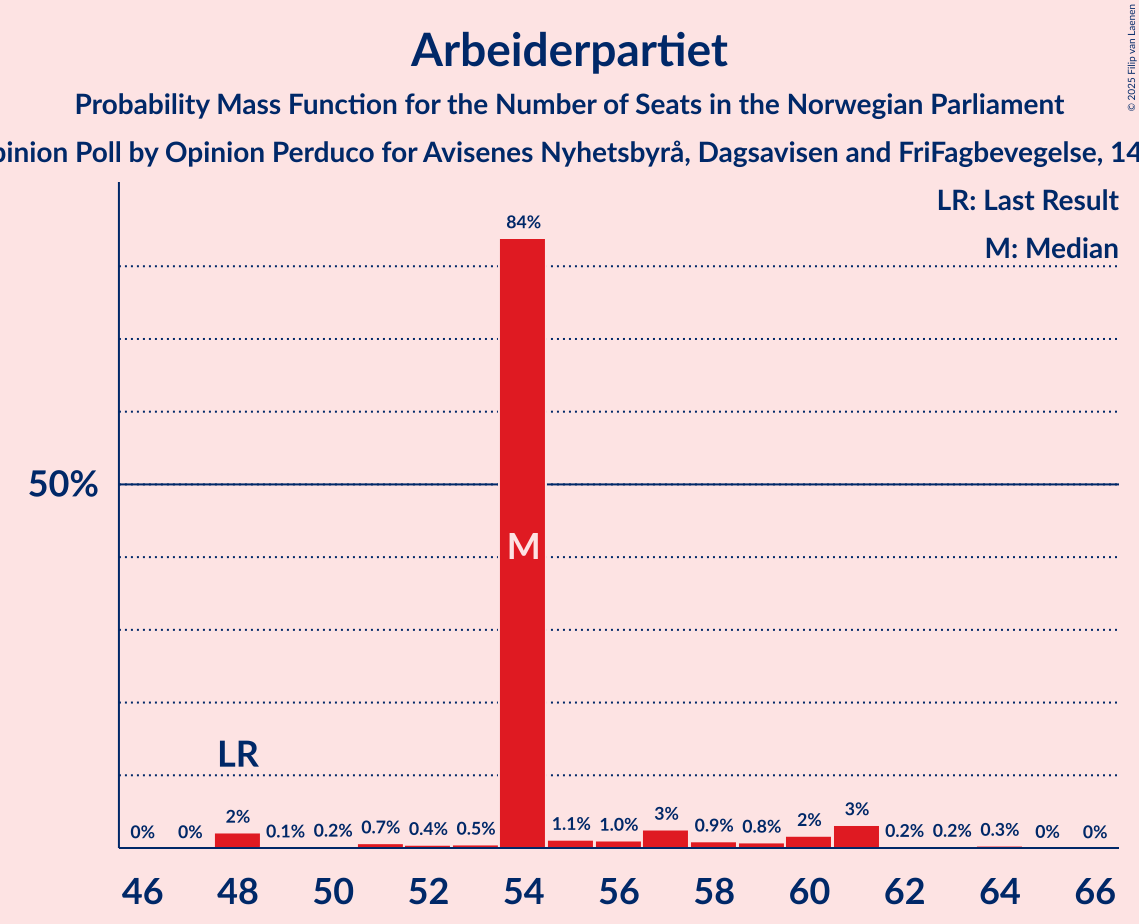 Arbeiderpartiet
Probability Mass Function for the Number of Seats in the Norwegian Parliament
Opinion Poll by Opinion Perduco for Avisenes Nyhetsbyrå, Dagsavisen and FriFagbevegelse, 14
© 2025 Filip van Laenen
LR: Last Result
M: Median
84%
50%
M
LR
0% 0% 2% 0.1% 0.2% 0.7% 0.4% 0.5% 1.1% 1.0% 3% 0.9% 0.8% 2% 3% 0.2% 0.2% 0.3% 0% 0%
46 48 50 52 54 56 58 60 62 64 66